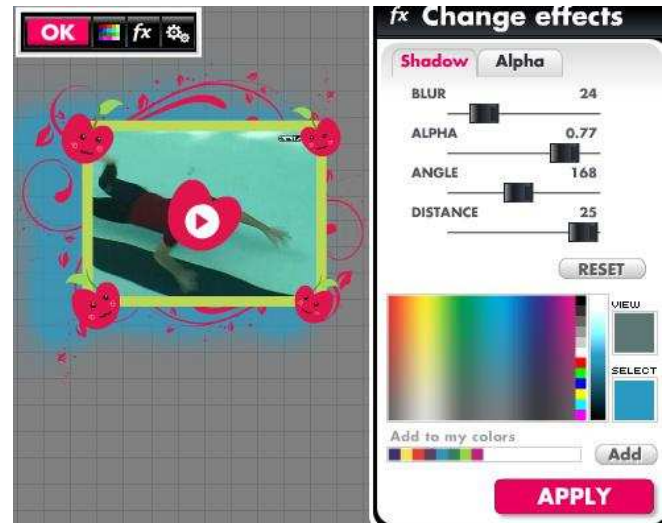 OK fx
fx Change effects
Shadow Alpha
BLUR 24
ALPHA 0.77
ANGLE 168
DISTANCE 25
RESET
VIEW
SELECT
Add to my colors
Add
APPLY